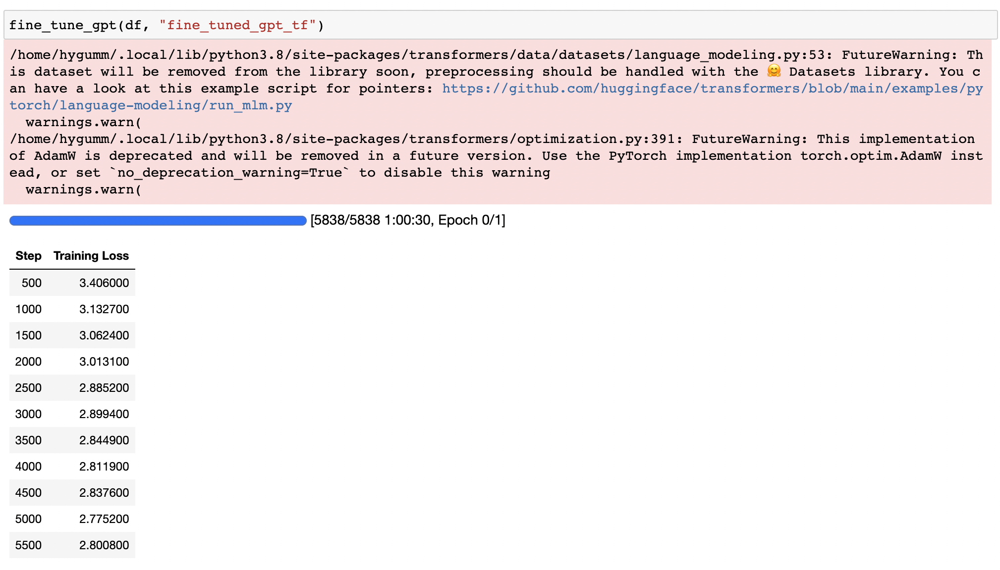 fine_tune_gpt(df, "fine_tuned_gpt_tf")
/home/hygumm/.local/lib/python3.8/site-packages/transformers/data/datasets/language_modeling.py:53: FutureWarning: Th
is dataset will be removed from the library soon, preprocessing should be handled with the 🤗 Datasets library. You c
an have a look at this example script for pointers: https://github.com/huggingface/transformers/blob/main/examples/py
torch/language-modeling/run_mlm.py
  warnings.warn(
/home/hygumm/.local/lib/python3.8/site-packages/transformers/optimization.py:391: FutureWarning: This implementation
of AdamW is deprecated and will be removed in a future version. Use the PyTorch implementation torch.optim.AdamW inst
ead, or set `no_deprecation_warning=True` to disable this warning
  warnings.warn(
[5838/5838 1:00:30, Epoch 0/1]
Step Training Loss
500 3.406000
1000 3.132700
1500 3.062400
2000 3.013100
2500 2.885200
3000 2.899400
3500 2.844900
4000 2.811900
4500 2.837600
5000 2.775200
5500 2.800800